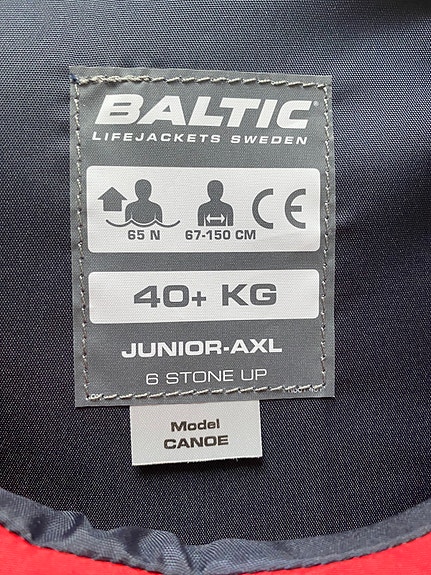 BALTIC®
LIFEJACKETS SWEDEN
65 N 67-150 CM CE
40+ KG
JUNIOR-AXL
6 STONE UP
Model
CANOE